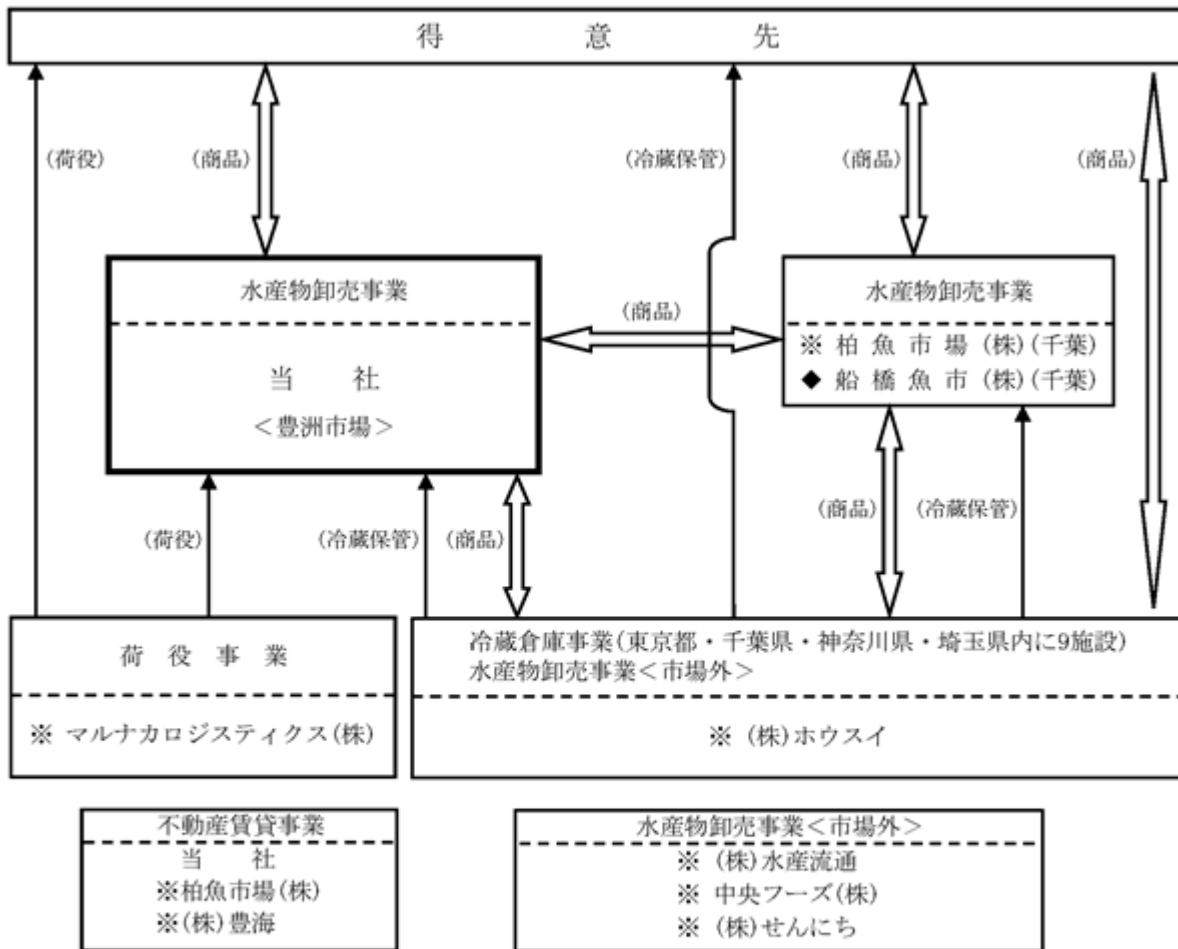 得意先
(荷役)
(商品)
(冷蔵保管)
(商品)
(商品)
水産物卸売事業
当社
<豊洲市場>
(商品)
水産物卸売事業
※ 柏魚市場(株)(千葉)
◆ 船橋魚市(株)(千葉)
(荷役)
(冷蔵保管)
(商品)
(商品)
(冷蔵保管)
荷役事業
※ マルナカロジスティクス(株)
冷蔵倉庫事業(東京都・千葉県・神奈川県・埼玉県内に9施設)
水産物卸売事業<市場外>
※ (株)ホウスイ
不動産賃貸事業
当社
※柏魚市場(株)
※(株)豊海
水産物卸売事業<市場外>
※ (株)水産流通
※ 中央フーズ(株)
※ (株)せんにち